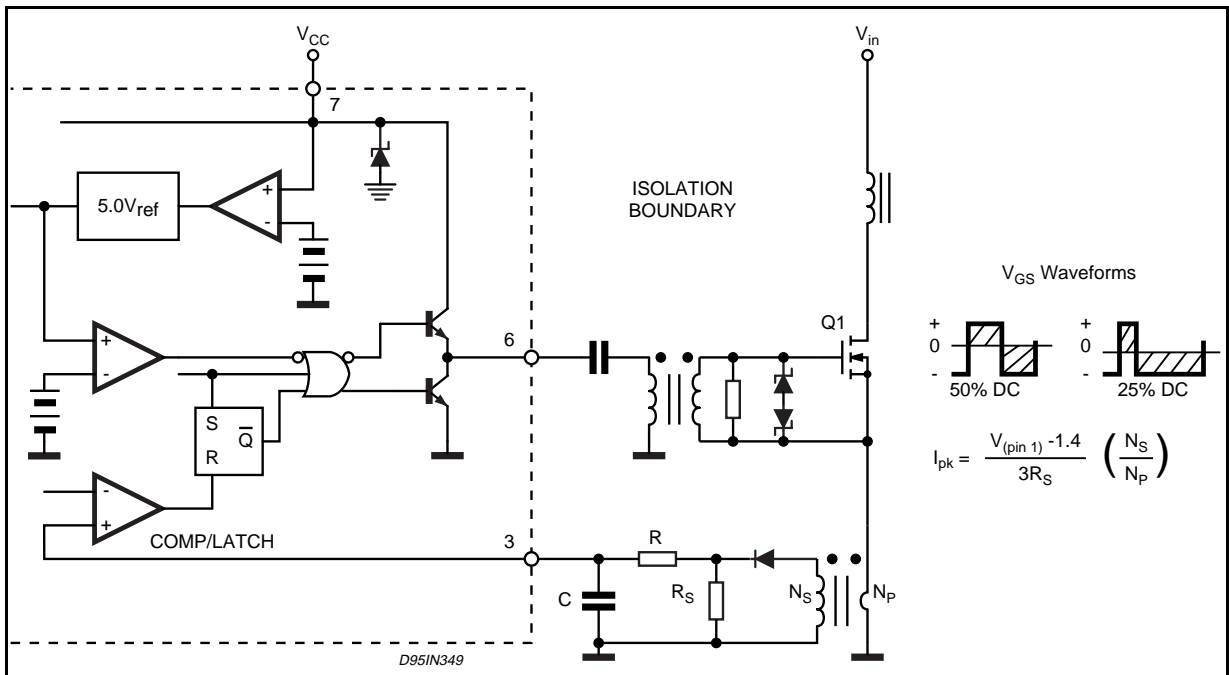 VCC
Vin
7
5.0Vref
+
-
ISOLATION
BOUNDARY
VGS Waveforms
Q1
6
+
0
-
50% DC
+
0
-
25% DC
+
-
S
R
Q̅
Ipk = V(pin 1) -1.4 / 3RS (NS / NP)
-
+
COMP/LATCH
3
R
C
RS
NS
NP
D95IN349